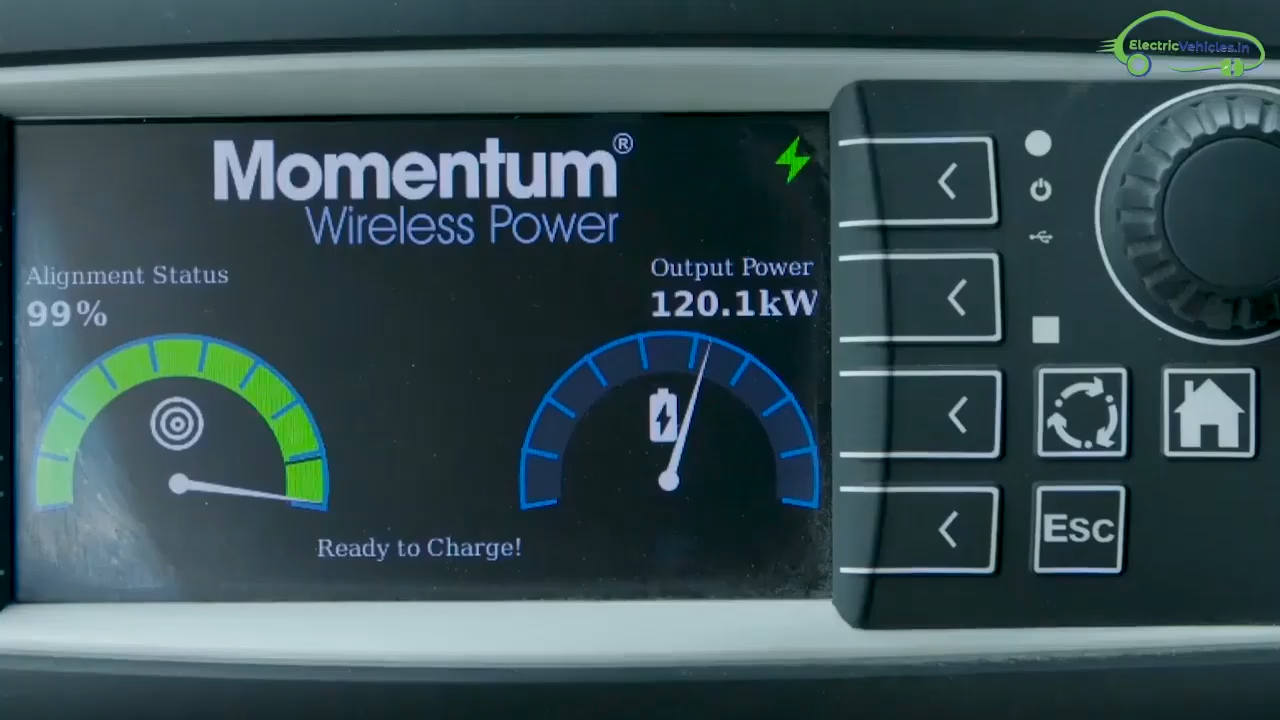 ElectricVehicles.in
Momentum®
Wireless Power
Alignment Status
99%
Output Power
120.1kW
Ready to Charge!
Esc